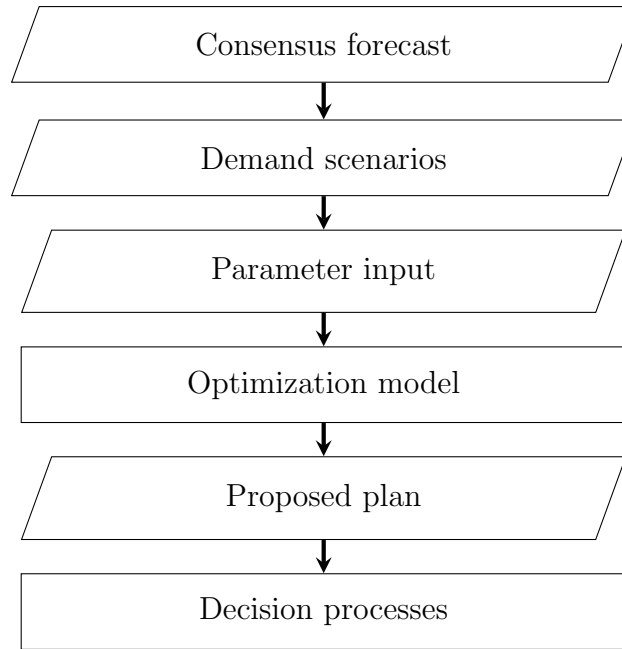 Consensus forecast
Demand scenarios
Parameter input
Optimization model
Proposed plan
Decision processes